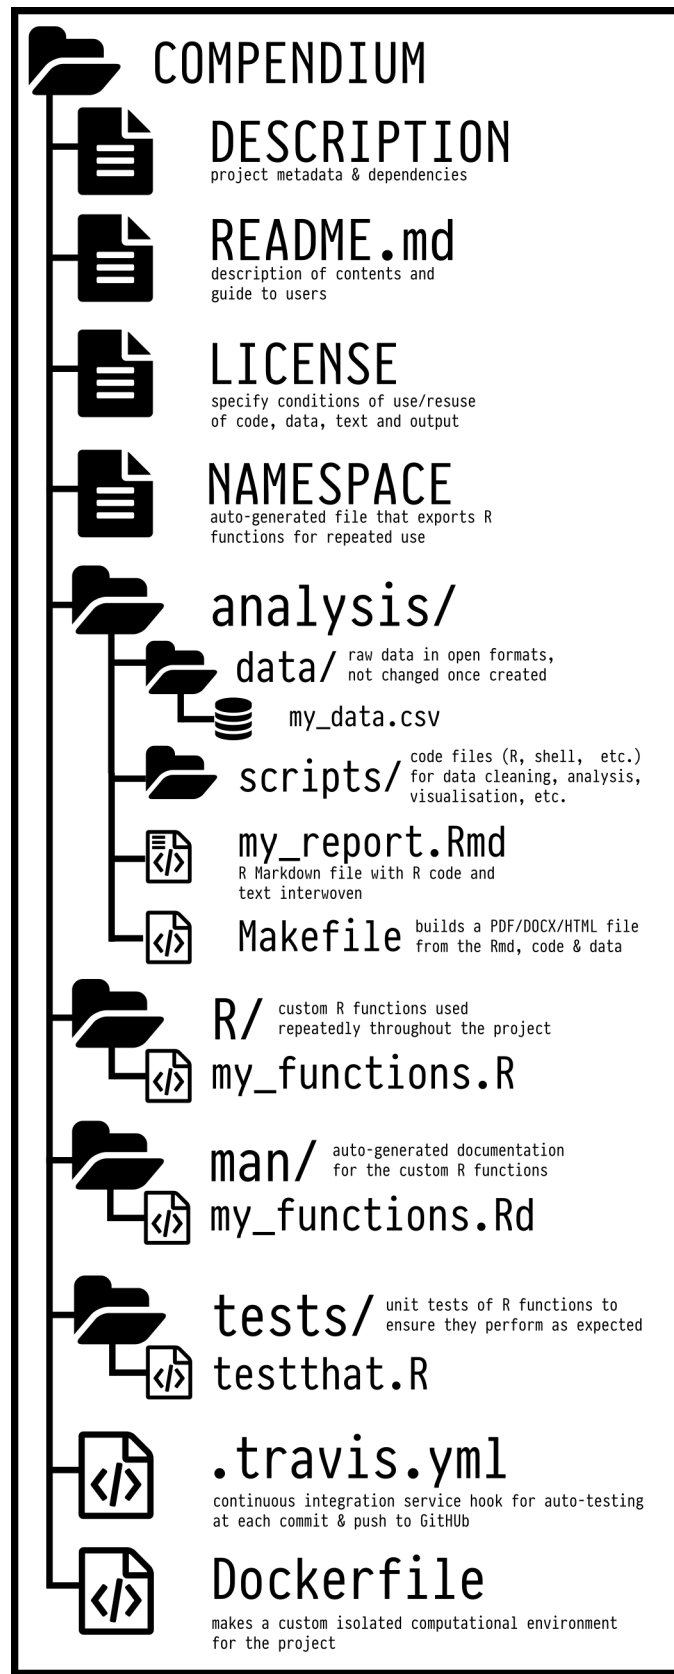 COMPENDIUM
DESCRIPTION
project metadata & dependencies
README.md
description of contents and
guide to users
LICENSE
specify conditions of use/resuse
of code, data, text and output
NAMESPACE
auto-generated file that exports R
functions for repeated use
analysis/
data/
raw data in open formats,
not changed once created
my_data.csv
scripts/
code files (R, shell, etc.)
for data cleaning, analysis,
visualisation, etc.
my_report.Rmd
R Markdown file with R code and
text interwoven
Makefile
builds a PDF/DOCX/HTML file
from the Rmd, code & data
R/
custom R functions used
repeatedly throughout the project
my_functions.R
man/
auto-generated documentation
for the custom R functions
my_functions.Rd
tests/
unit tests of R functions to
ensure they perform as expected
testthat.R
.travis.yml
continuous integration service hook for auto-testing
at each commit & push to GitHUb
Dockerfile
makes a custom isolated computational environment
for the project